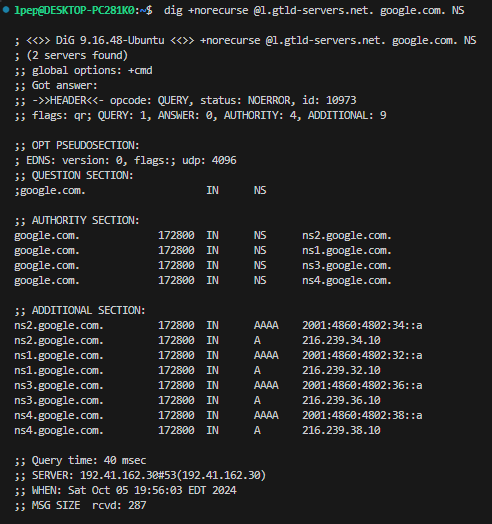 lpep@DESKTOP-PC281K0:~$ dig +norecurse @l.gtld-servers.net. google.com. NS
; <<>> DiG 9.16.48-Ubuntu <<>> +norecurse @l.gtld-servers.net. google.com. NS
; (2 servers found)
;; global options: +cmd
;; Got answer:
;; ->>HEADER<<- opcode: QUERY, status: NOERROR, id: 10973
;; flags: qr; QUERY: 1, ANSWER: 0, AUTHORITY: 4, ADDITIONAL: 9
;; OPT PSEUDOSECTION:
; EDNS: version: 0, flags:; udp: 4096
;; QUESTION SECTION:
;google.com. IN NS
;; AUTHORITY SECTION:
google.com. 172800 IN NS ns2.google.com.
google.com. 172800 IN NS ns1.google.com.
google.com. 172800 IN NS ns3.google.com.
google.com. 172800 IN NS ns4.google.com.
;; ADDITIONAL SECTION:
ns2.google.com. 172800 IN AAAA 2001:4860:4802:34::a
ns2.google.com. 172800 IN A 216.239.34.10
ns1.google.com. 172800 IN AAAA 2001:4860:4802:32::a
ns1.google.com. 172800 IN A 216.239.32.10
ns3.google.com. 172800 IN AAAA 2001:4860:4802:36::a
ns3.google.com. 172800 IN A 216.239.36.10
ns4.google.com. 172800 IN AAAA 2001:4860:4802:38::a
ns4.google.com. 172800 IN A 216.239.38.10
;; Query time: 40 msec
;; SERVER: 192.41.162.30#53(192.41.162.30)
;; WHEN: Sat Oct 05 19:56:03 EDT 2024
;; MSG SIZE rcvd: 287